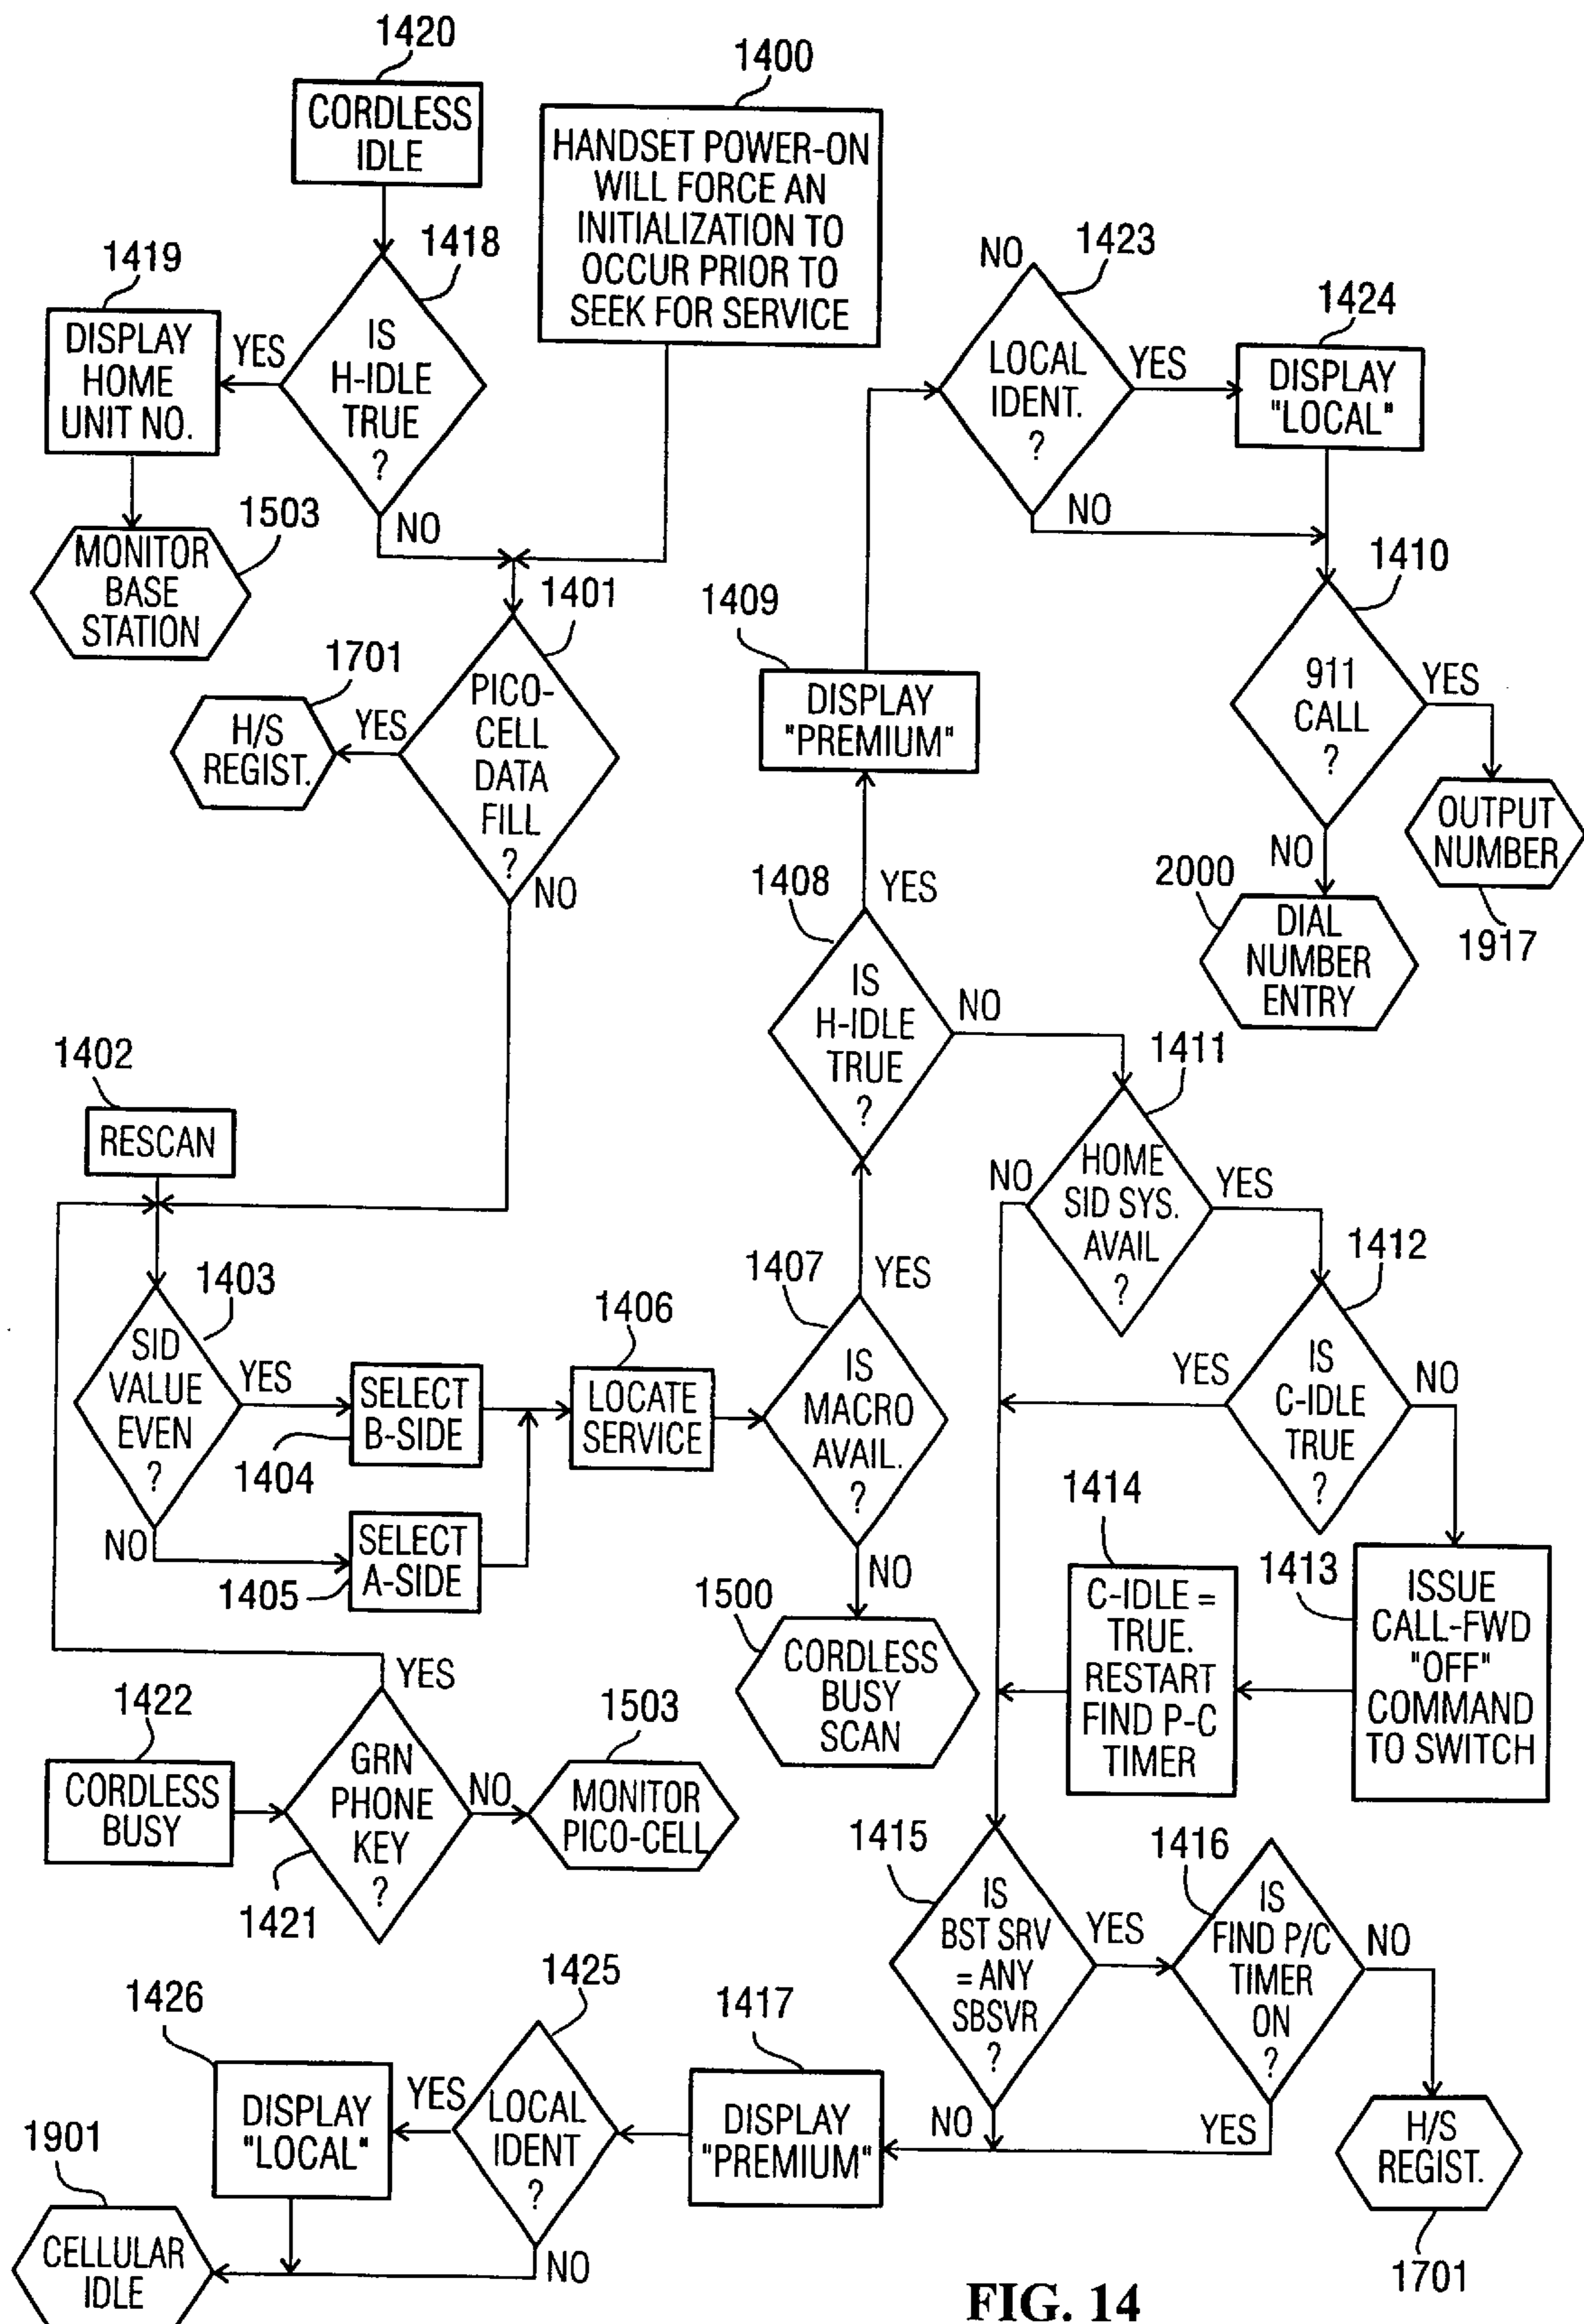 1420
CORDLESS
IDLE
1400
HANDSET POWER-ON
WILL FORCE AN
INITIALIZATION TO
OCCUR PRIOR TO
SEEK FOR SERVICE
1418
IS
H-IDLE
TRUE
?
YES
NO
1419
DISPLAY
HOME
UNIT NO.
1503
MONITOR
BASE
STATION
1401
PICO-
CELL
DATA
FILL
?
YES
NO
1701
H/S
REGIST.
NO
1423
LOCAL
IDENT.
?
YES
NO
1424
DISPLAY
"LOCAL"
1410
911
CALL
?
YES
NO
OUTPUT
NUMBER
1917
2000
DIAL
NUMBER
ENTRY
1409
DISPLAY
"PREMIUM"
1408
YES
IS
H-IDLE
TRUE
?
NO
1402
RESCAN
1403
SID
VALUE
EVEN
?
YES
NO
SELECT
B-SIDE
1404
SELECT
A-SIDE
1405
1406
LOCATE
SERVICE
1407
YES
IS
MACRO
AVAIL.
?
NO
1500
CORDLESS
BUSY
SCAN
1411
HOME
SID SYS.
AVAIL
?
NO
YES
1412
IS
C-IDLE
TRUE
?
YES
NO
1413
ISSUE
CALL-FWD
"OFF"
COMMAND
TO SWITCH
1414
C-IDLE =
TRUE.
RESTART
FIND P-C
TIMER
1422
CORDLESS
BUSY
YES
GRN
PHONE
KEY
?
1421
NO
1503
MONITOR
PICO-CELL
1415
IS
BST SRV
= ANY
SBSVR
?
YES
NO
1416
IS
FIND P/C
TIMER
ON
?
NO
YES
H/S
REGIST.
1701
1417
DISPLAY
"PREMIUM"
1425
LOCAL
IDENT
?
YES
NO
1426
DISPLAY
"LOCAL"
1901
CELLULAR
IDLE
FIG. 14